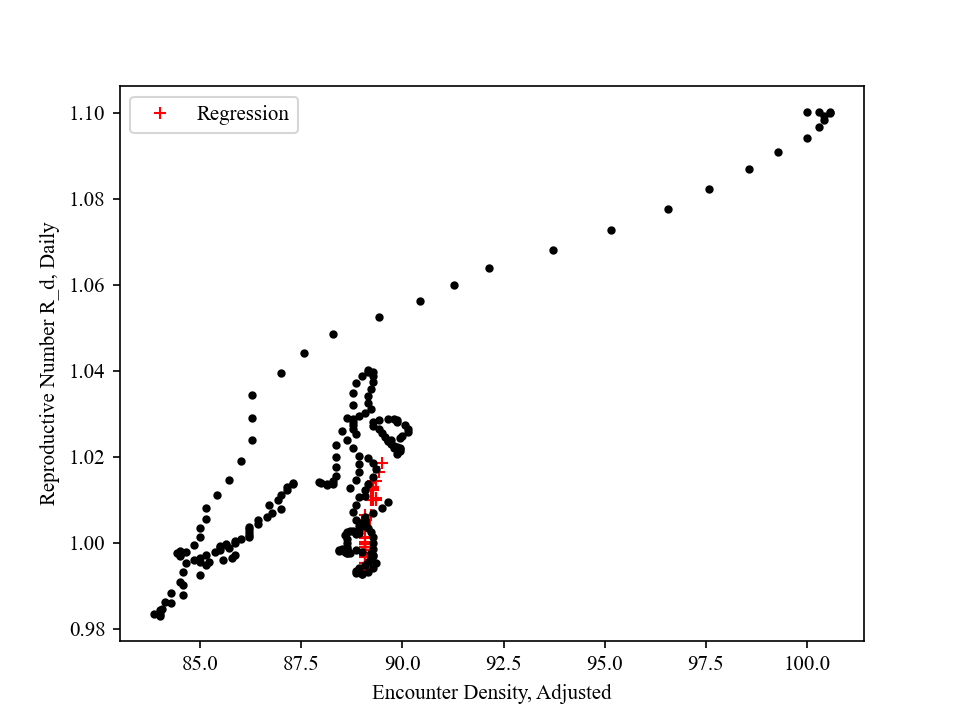 Regression
1.10
1.08
1.06
1.04
1.02
1.00
0.98
Reproductive Number R_d, Daily
85.0 87.5 90.0 92.5 95.0 97.5 100.0
Encounter Density, Adjusted